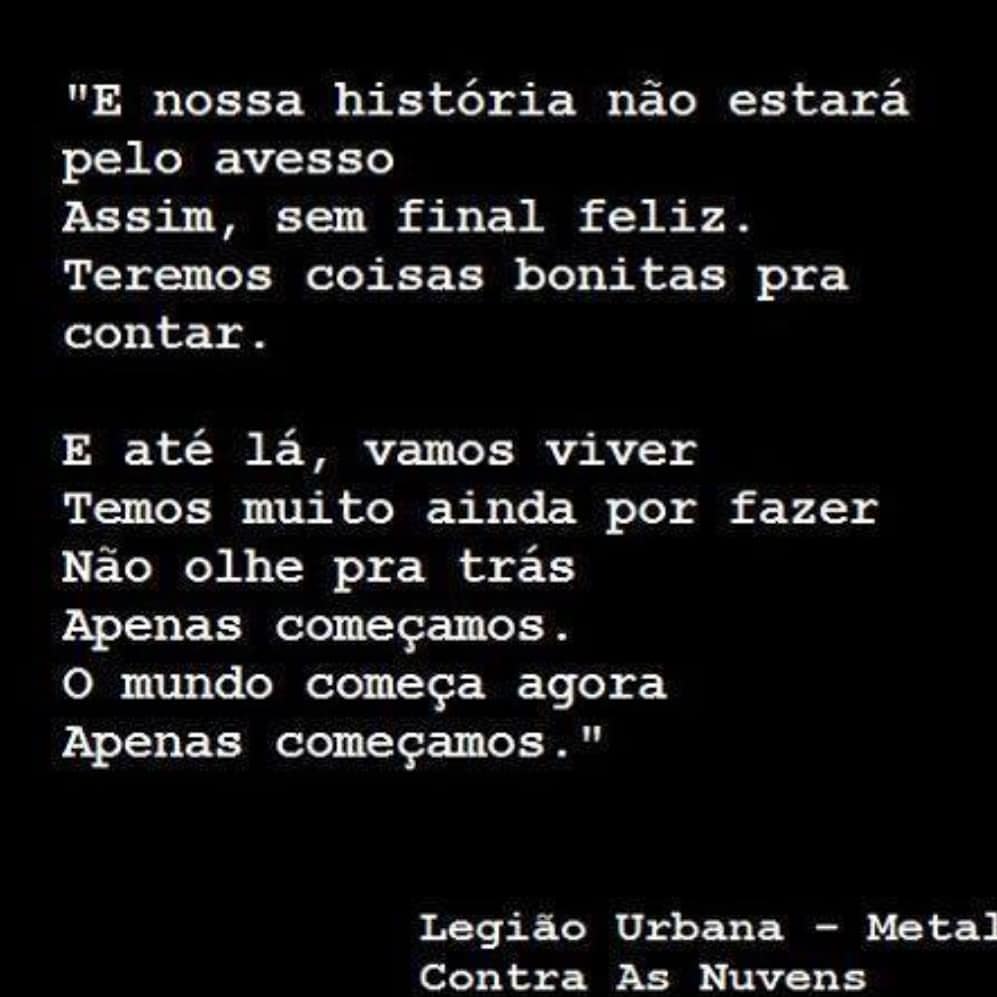 "E nossa história não estará
pelo avesso
Assim, sem final feliz.
Teremos coisas bonitas pra
contar.
E até lá, vamos viver
Temos muito ainda por fazer
Não olhe pra trás
Apenas começamos.
O mundo começa agora
Apenas começamos."
Legião Urbana - Metal
Contra As Nuvens